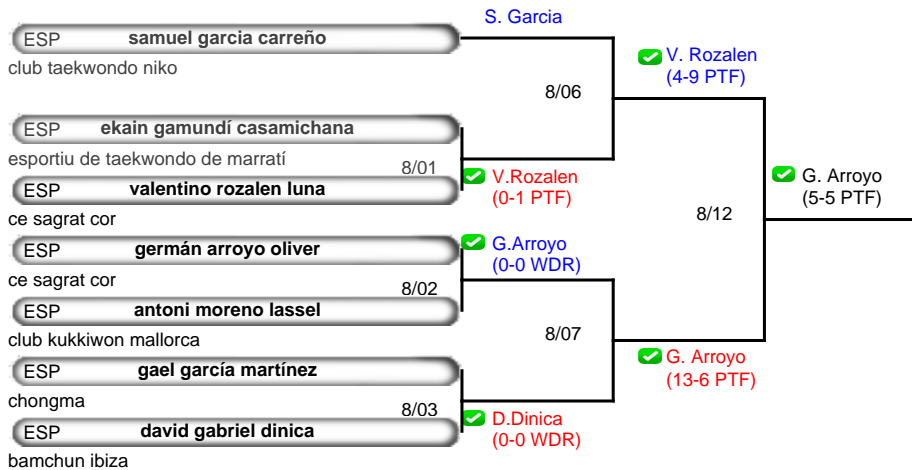 S. Garcia
ESP samuel garcia carreño
club taekwondo niko
V. Rozalen
(4-9 PTF)
8/06
ESP ekain gamundí casamichana
esportiu de taekwondo de marratí
8/01
V.Rozalen
(0-1 PTF)
ESP valentino rozalen luna
ce sagrat cor
G. Arroyo
(5-5 PTF)
8/12
ESP germán arroyo oliver
G.Arroyo
(0-0 WDR)
ce sagrat cor
8/02
ESP antoni moreno lassel
club kukkiwon mallorca
8/07
ESP gael garcía martínez
G. Arroyo
(13-6 PTF)
chongma
8/03
D.Dinica
(0-0 WDR)
ESP david gabriel dinica
bamchun ibiza